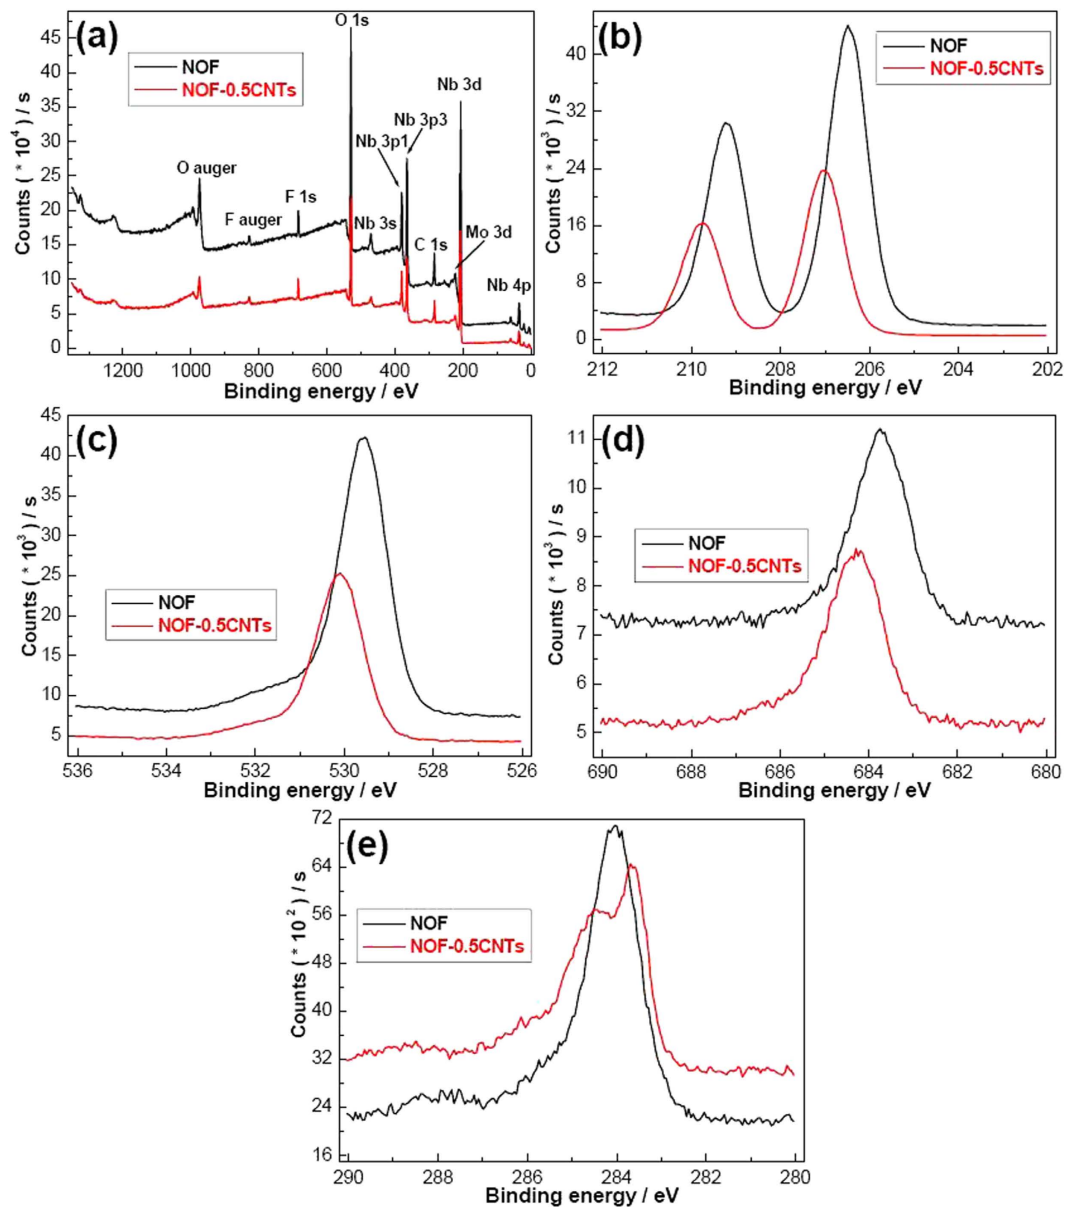 (a)
O 1s
NOF
NOF-0.5CNTs
Nb 3d
Nb 3p3
Nb 3p1
O auger
F 1s
F auger
Nb 3s
C 1s
Mo 3d
Nb 4p
45
40
35
30
25
20
15
10
5
0
Counts ( * 10⁴ ) / s
1200 1000 800 600 400 200 0
Binding energy / eV
(b)
NOF
NOF-0.5CNTs
40
32
24
16
8
0
Counts ( * 10³ ) / s
212 210 208 206 204 202
Binding energy / eV
(c)
NOF
NOF-0.5CNTs
45
40
35
30
25
20
15
10
5
Counts ( * 10³ ) / s
536 534 532 530 528 526
Binding energy / eV
(d)
NOF
NOF-0.5CNTs
11
10
9
8
7
6
5
Counts ( * 10³ ) / s
690 688 686 684 682 680
Binding energy / eV
(e)
NOF
NOF-0.5CNTs
72
64
56
48
40
32
24
16
Counts ( * 10² ) / s
290 288 286 284 282 280
Binding energy / eV